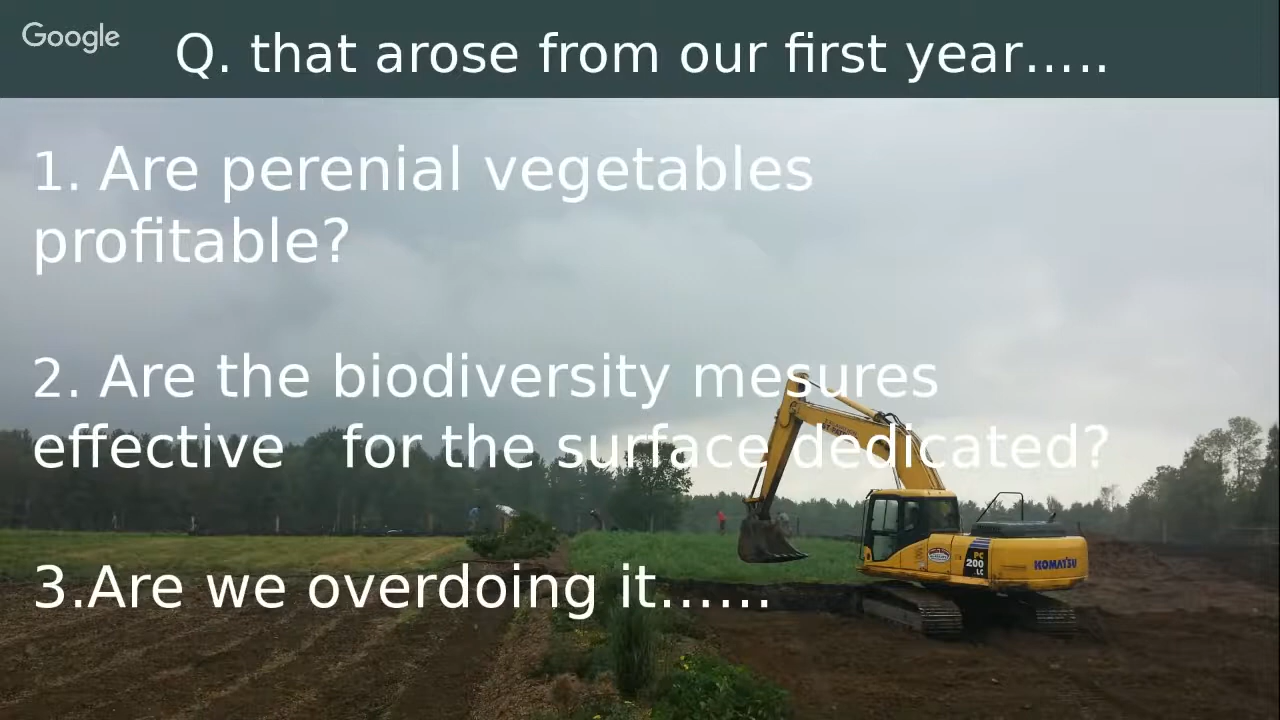 Google
Q. that arose from our first year…..
1. Are perenial vegetables
profitable?
2. Are the biodiversity mesures
effective for the surface dedicated?
3.Are we overdoing it……
PC
200
LC
KOMATSU